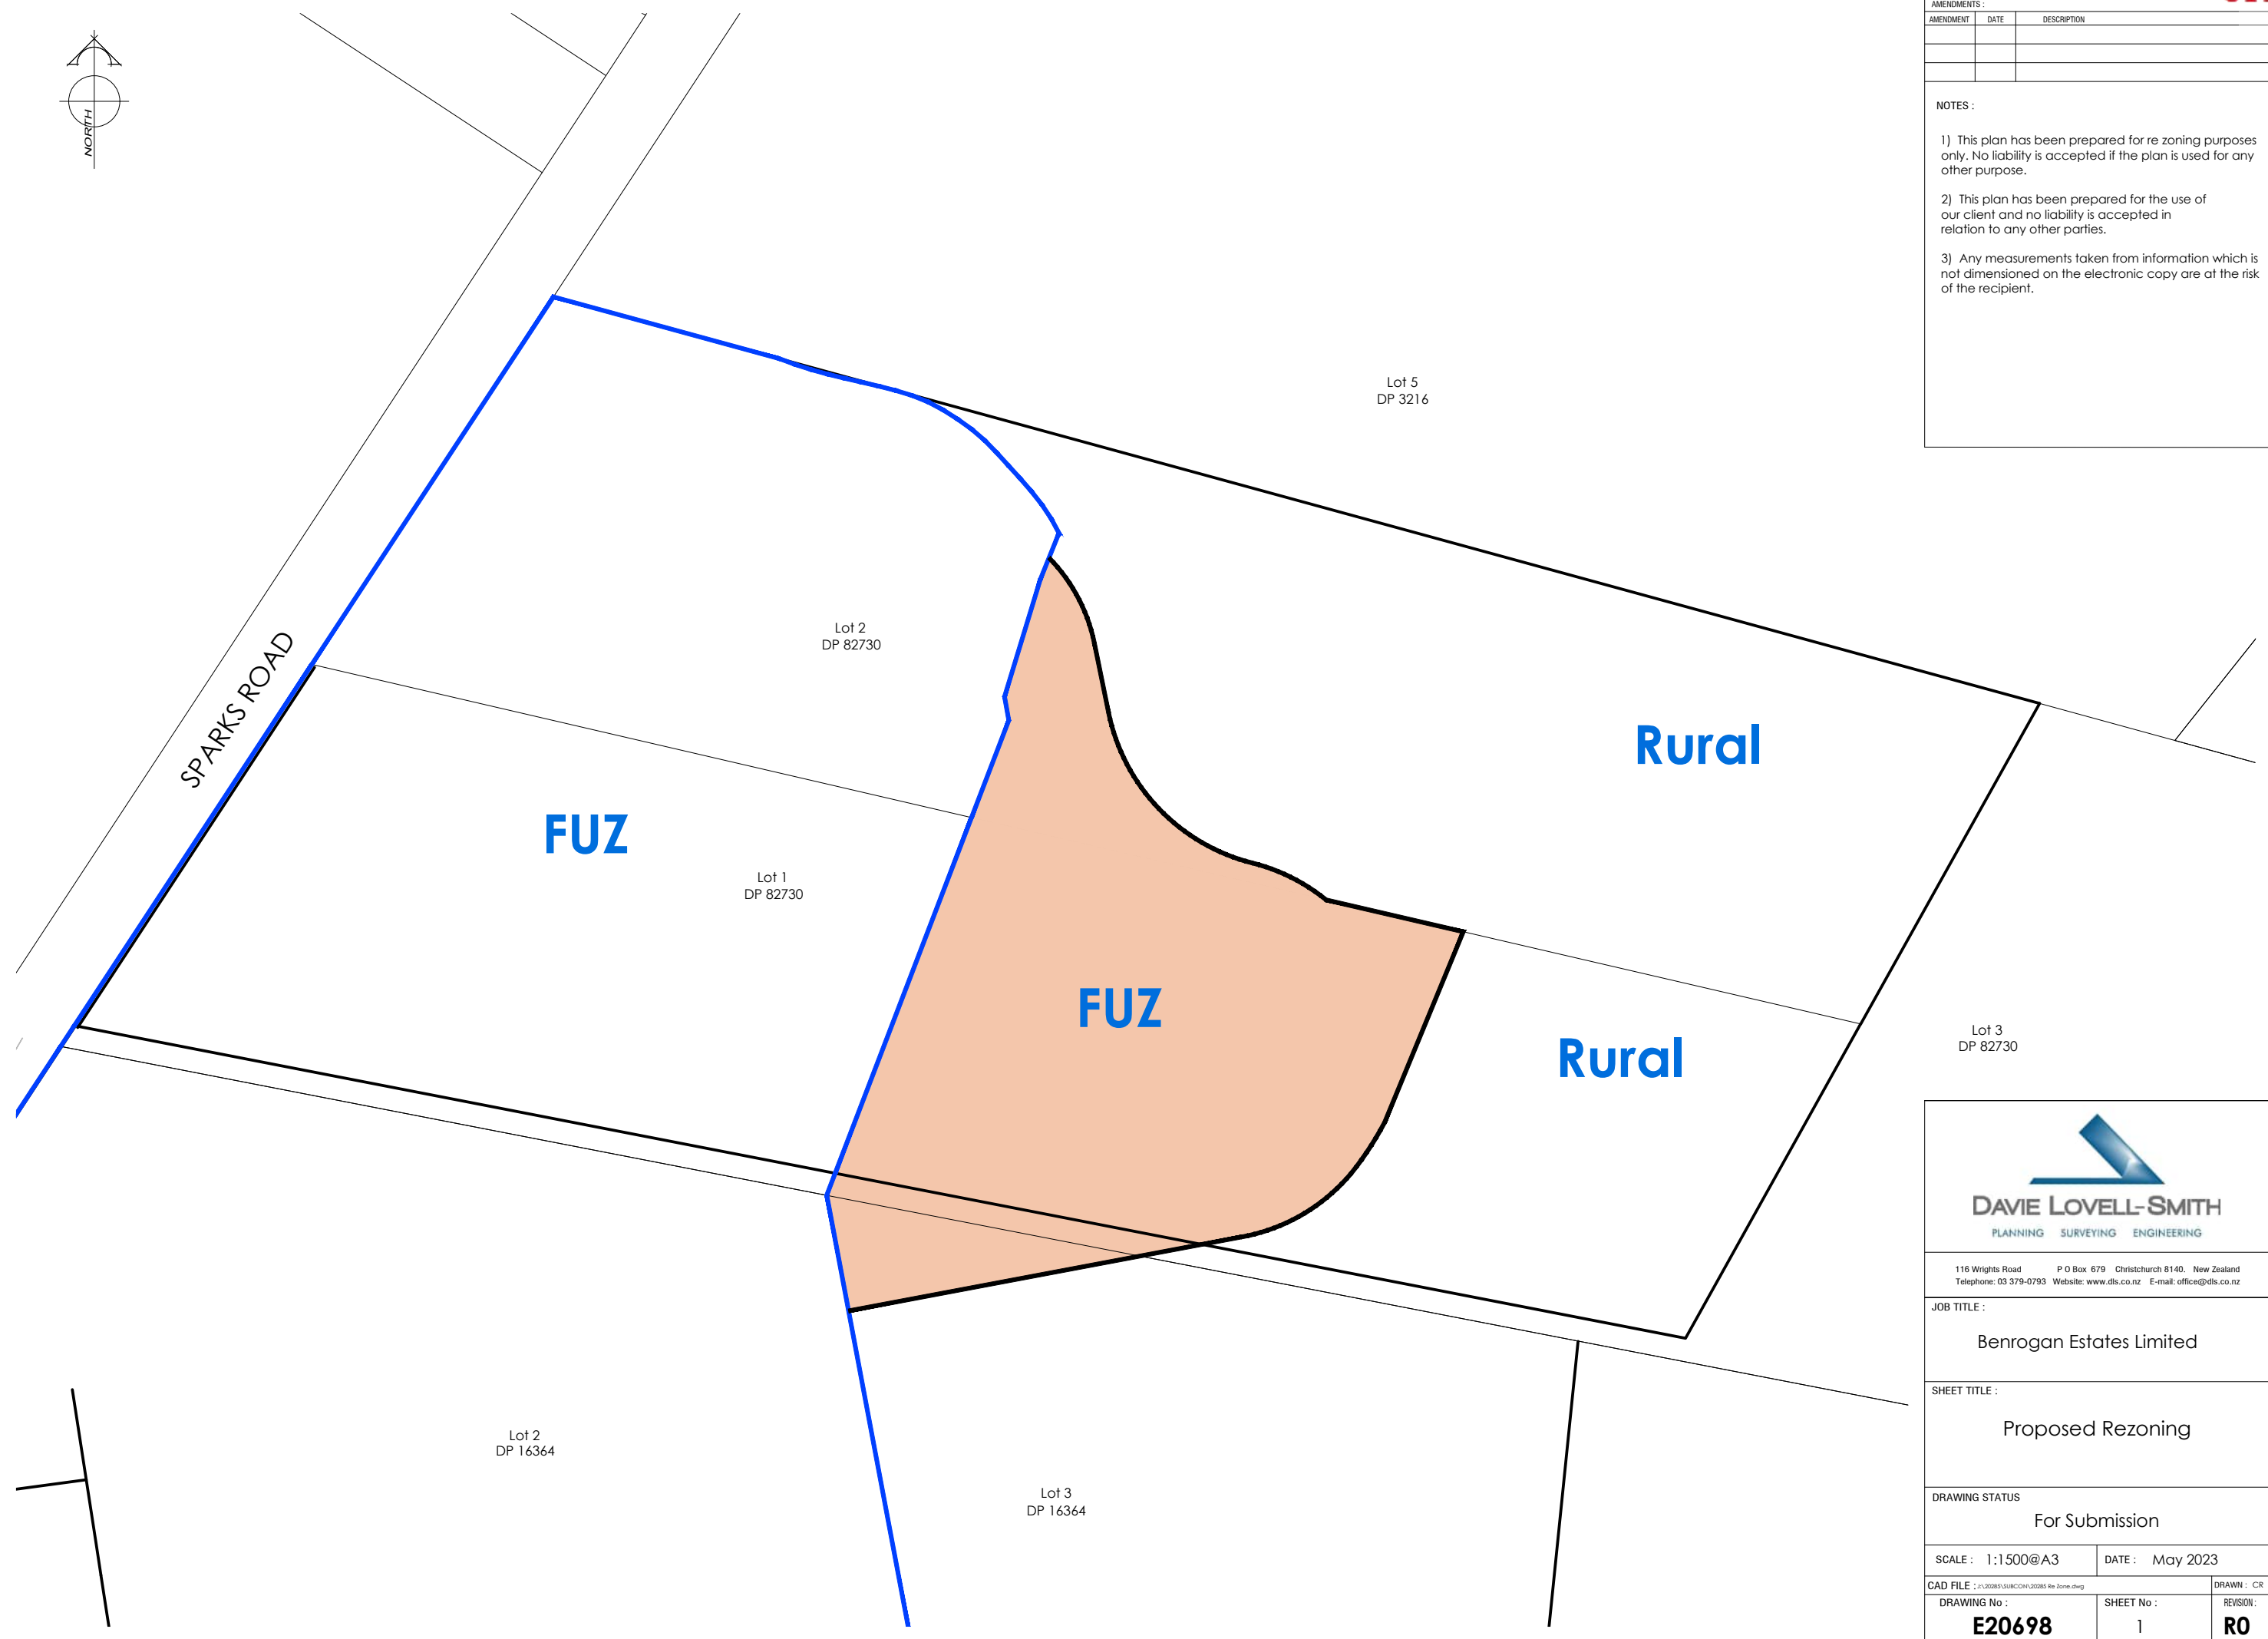 AMENDMENTS :
AMENDMENT DATE DESCRIPTION
NORTH
NOTES :
1) This plan has been prepared for re zoning purposes
only. No liability is accepted if the plan is used for any
other purpose.
2) This plan has been prepared for the use of
our client and no liability is accepted in
relation to any other parties.
3) Any measurements taken from information which is
not dimensioned on the electronic copy are at the risk
of the recipient.
Lot 5
DP 3216
Lot 2
DP 82730
SPARKS ROAD
Rural
FUZ
Lot 1
DP 82730
FUZ
Rural
Lot 3
DP 82730
Lot 2
DP 16364
Lot 3
DP 16364
DAVIE LOVELL-SMITH
PLANNING SURVEYING ENGINEERING
116 Wrights Road P O Box 679 Christchurch 8140. New Zealand
Telephone: 03 379-0793 Website: www.dls.co.nz E-mail: office@dls.co.nz
JOB TITLE :
Benrogan Estates Limited
SHEET TITLE :
Proposed Rezoning
DRAWING STATUS
For Submission
SCALE : 1:1500@A3 DATE : May 2023
CAD FILE : J:\20285\SUBCON\20285 Re Zone.dwg DRAWN : CR
DRAWING No : SHEET No : REVISION :
E20698 1 R0